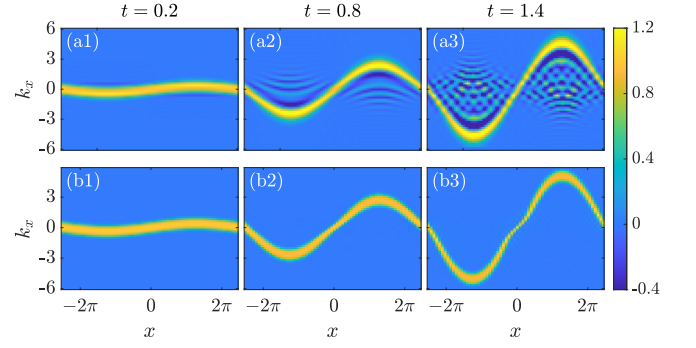 t = 0.2 t = 0.8 t = 1.4
6 (a1) (a2) (a3) 1.2
3
k_x 0 0.8
-3
-6 0.4
(b1) (b2) (b3)
3
k_x 0 0
-3
-6 -0.4
-2π 0 2π -2π 0 2π -2π 0 2π
x x x